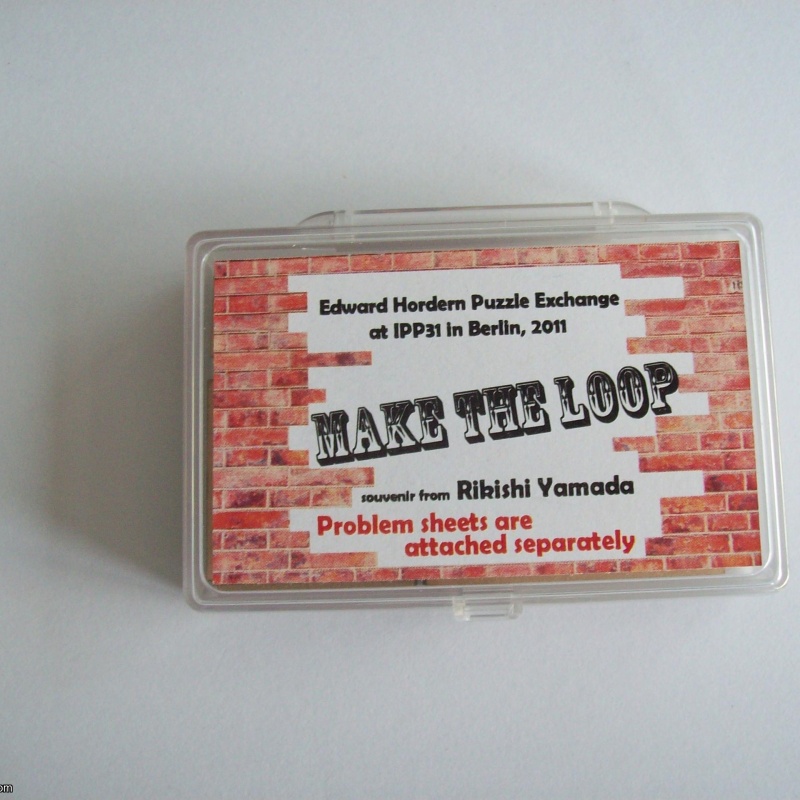 Edward Hordern Puzzle Exchange
at IPP31 in Berlin, 2011
MAKE THE LOOP
souvenir from Rikishi Yamada
Problem sheets are
attached separately